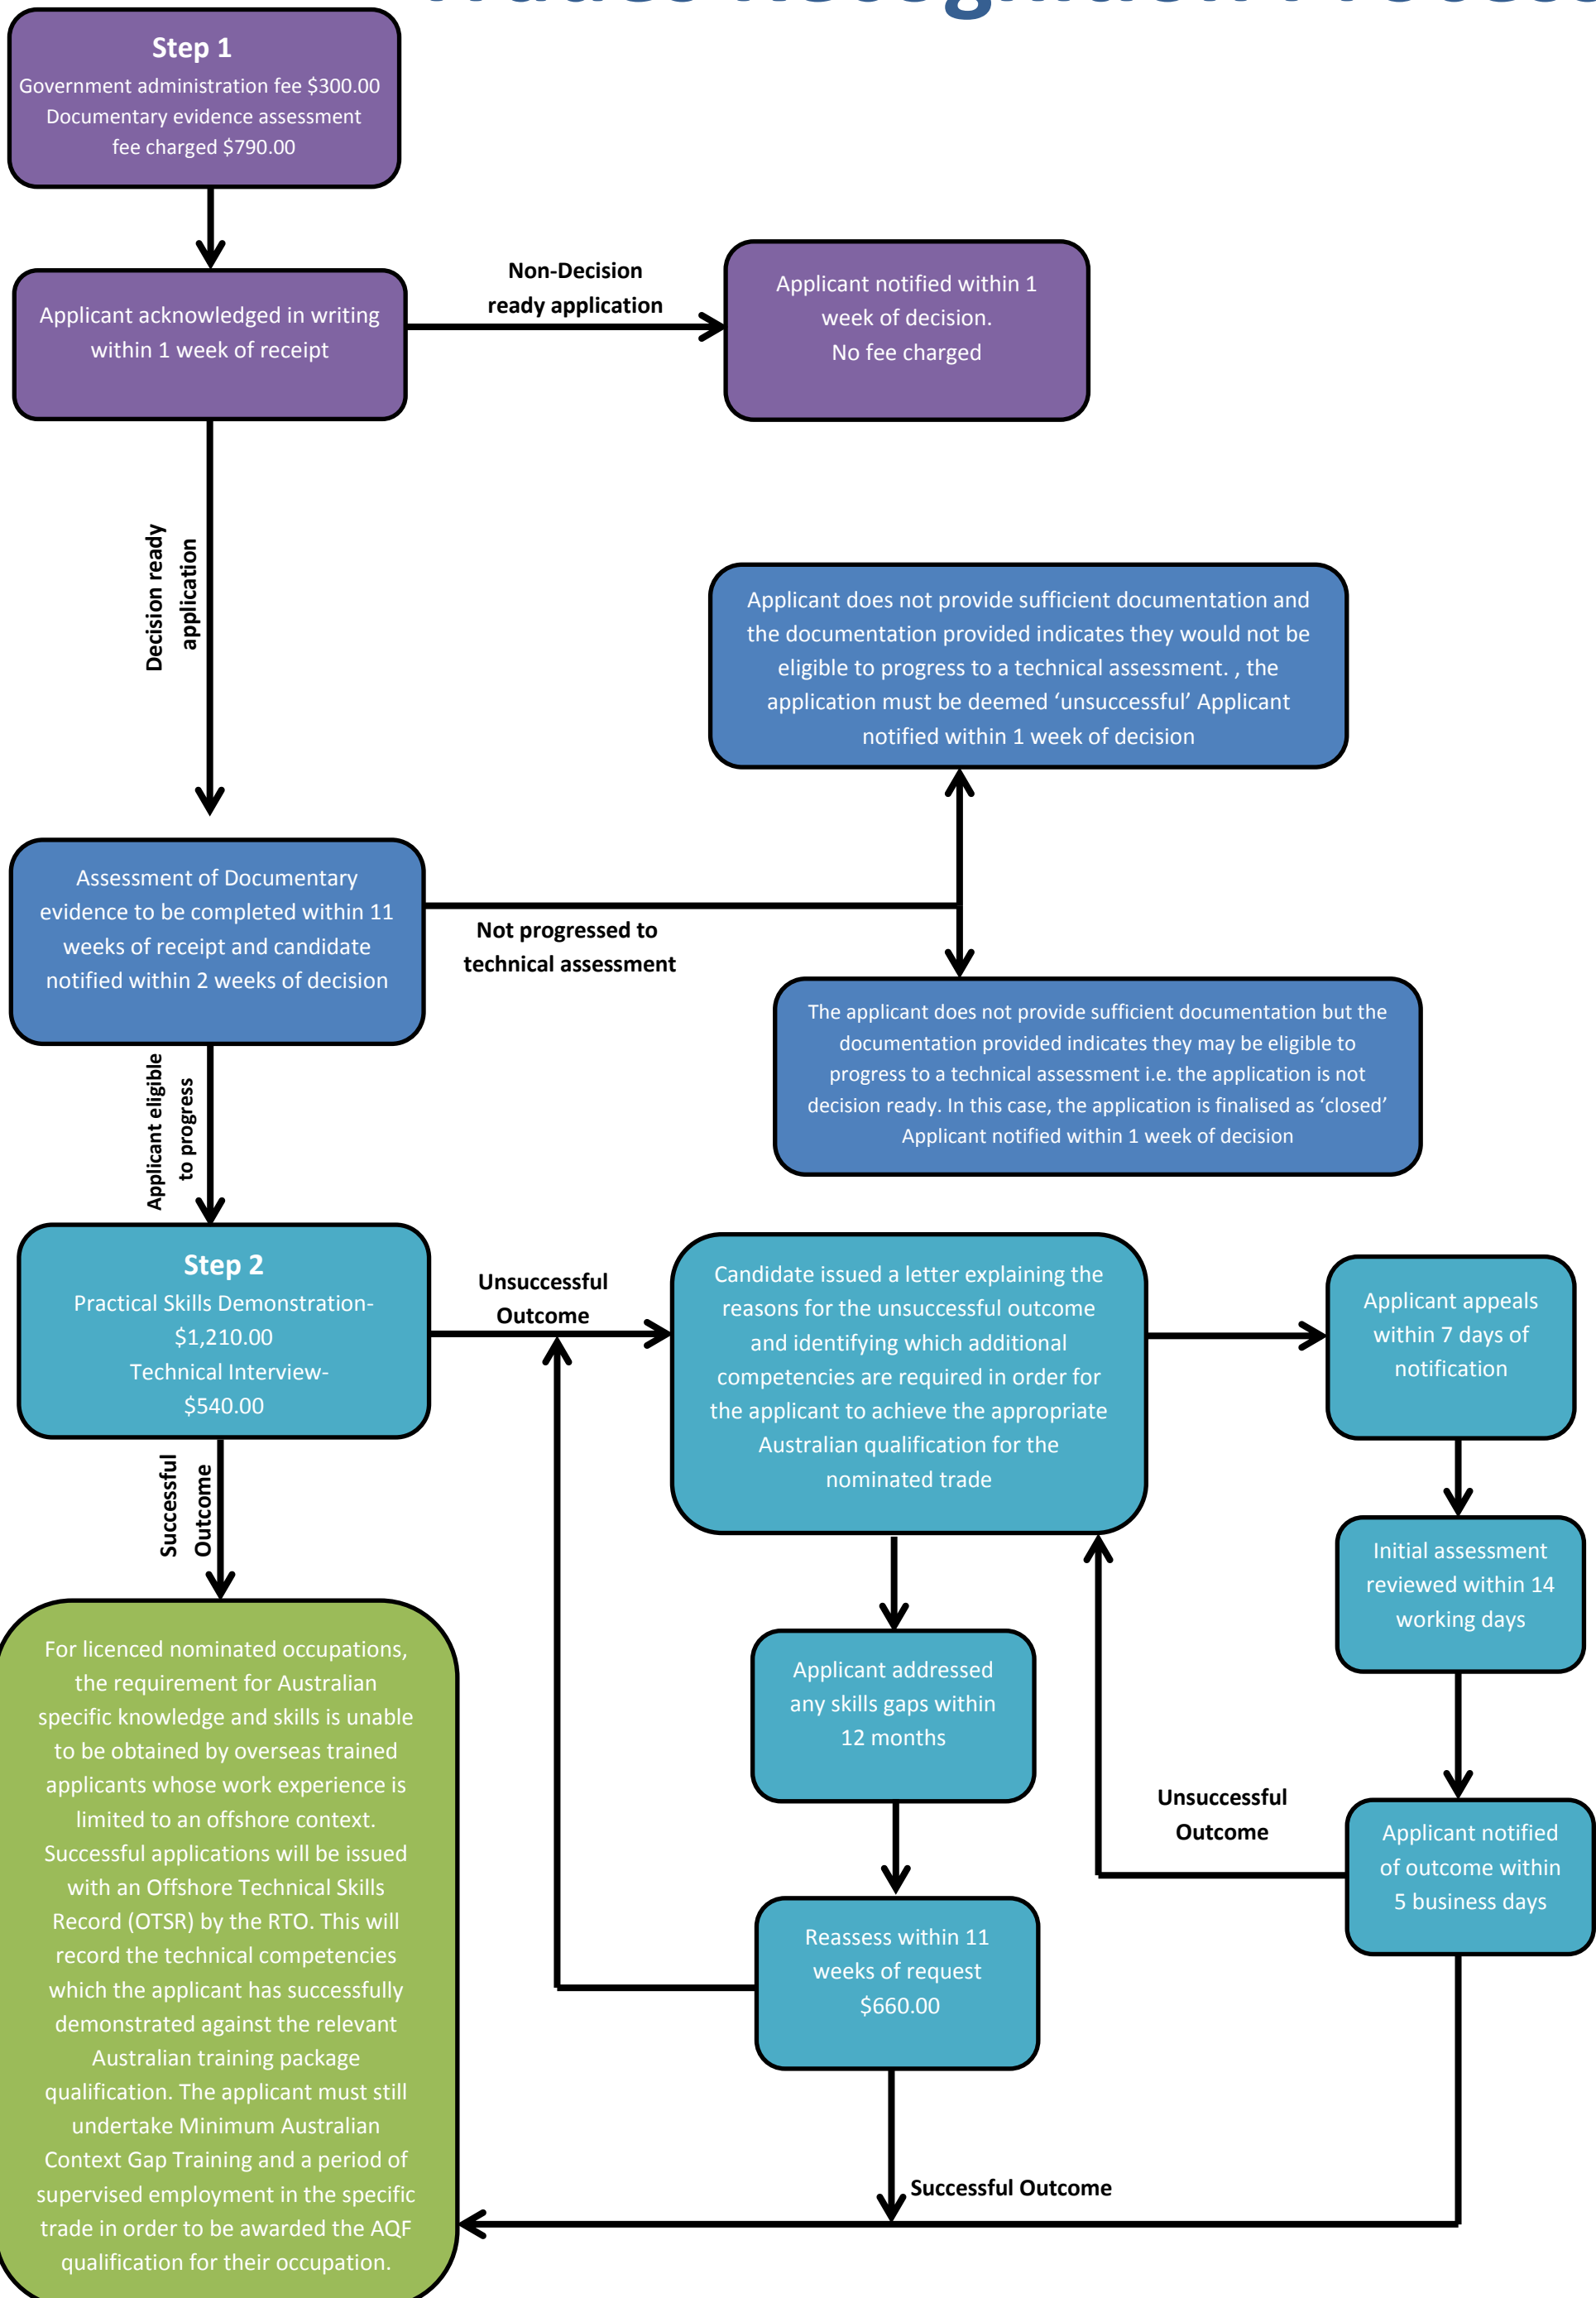 Trades Recognition Process
Step 1
Government administration fee $300.00
Documentary evidence assessment
fee charged $790.00
Applicant acknowledged in writing
within 1 week of receipt
Non-Decision
ready application
Applicant notified within 1
week of decision.
No fee charged
Decision ready
application
Applicant does not provide sufficient documentation and
the documentation provided indicates they would not be
eligible to progress to a technical assessment. , the
application must be deemed ‘unsuccessful’ Applicant
notified within 1 week of decision
Assessment of Documentary
evidence to be completed within 11
weeks of receipt and candidate
notified within 2 weeks of decision
Not progressed to
technical assessment
The applicant does not provide sufficient documentation but the
documentation provided indicates they may be eligible to
progress to a technical assessment i.e. the application is not
decision ready. In this case, the application is finalised as ‘closed’
Applicant notified within 1 week of decision
Applicant eligible
to progress
Step 2
Practical Skills Demonstration-
$1,210.00
Technical Interview-
$540.00
Unsuccessful
Outcome
Candidate issued a letter explaining the
reasons for the unsuccessful outcome
and identifying which additional
competencies are required in order for
the applicant to achieve the appropriate
Australian qualification for the
nominated trade
Applicant appeals
within 7 days of
notification
Successful
Outcome
Initial assessment
reviewed within 14
working days
For licenced nominated occupations,
the requirement for Australian
specific knowledge and skills is unable
to be obtained by overseas trained
applicants whose work experience is
limited to an offshore context.
Successful applications will be issued
with an Offshore Technical Skills
Record (OTSR) by the RTO. This will
record the technical competencies
which the applicant has successfully
demonstrated against the relevant
Australian training package
qualification. The applicant must still
undertake Minimum Australian
Context Gap Training and a period of
supervised employment in the specific
trade in order to be awarded the AQF
qualification for their occupation.
Applicant addressed
any skills gaps within
12 months
Unsuccessful
Outcome
Applicant notified
of outcome within
5 business days
Reassess within 11
weeks of request
$660.00
Successful Outcome